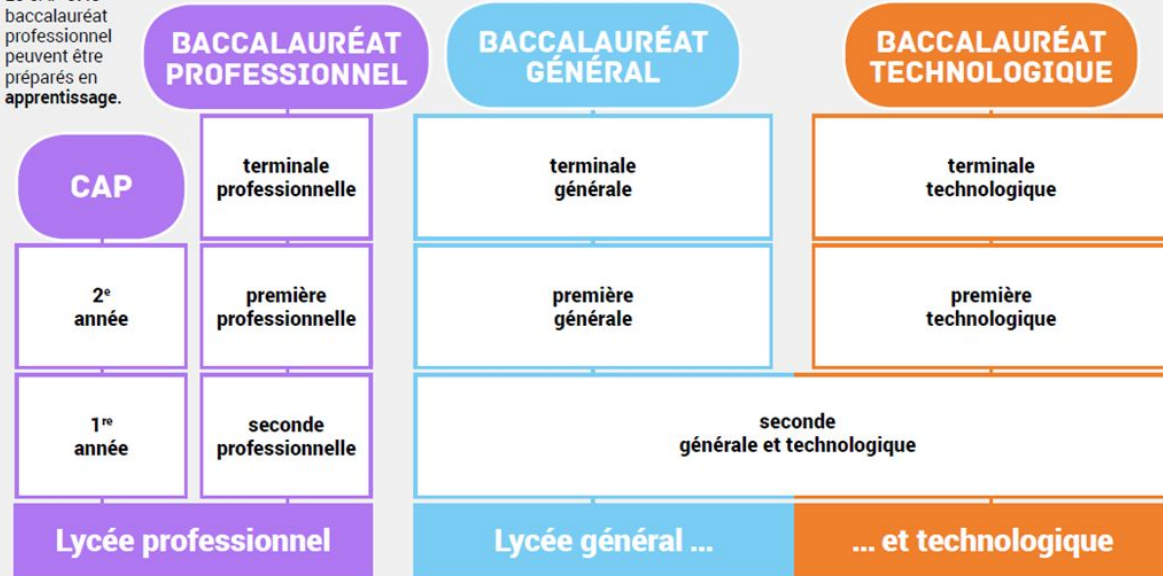 baccalauréat
professionnel
peuvent être
préparés en
apprentissage.
BACCALAURÉAT
PROFESSIONNEL
BACCALAURÉAT
GÉNÉRAL
BACCALAURÉAT
TECHNOLOGIQUE
CAP
terminale
professionnelle
terminale
générale
terminale
technologique
2e
année
première
professionnelle
première
générale
première
technologique
1re
année
seconde
professionnelle
seconde
générale et technologique
Lycée professionnel
Lycée général ...
... et technologique